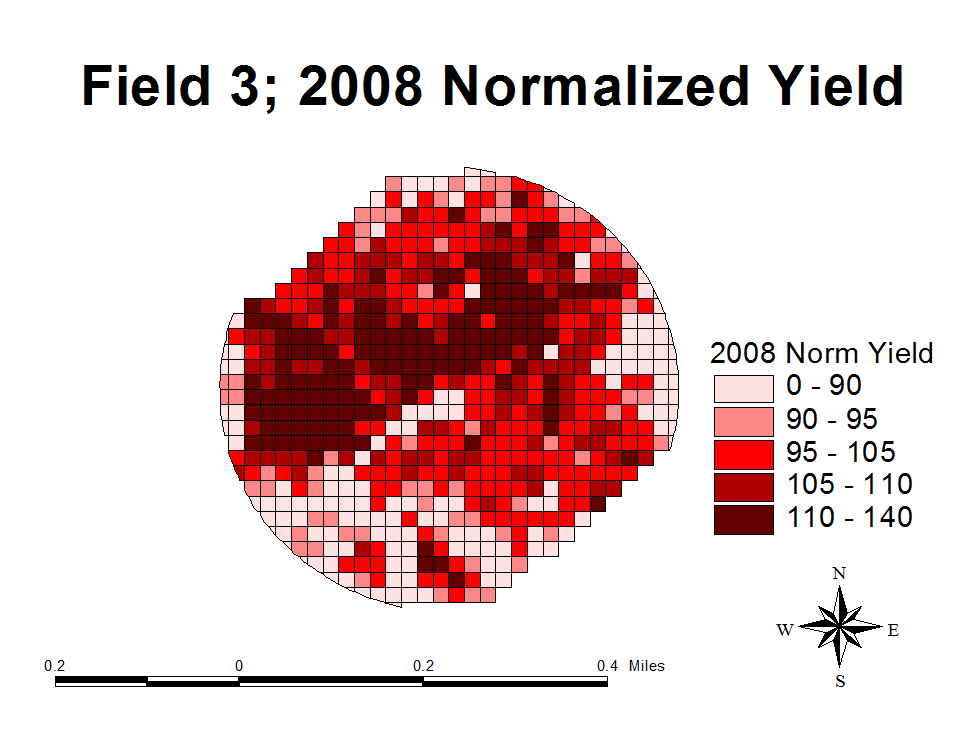 Field 3; 2008 Normalized Yield
2008 Norm Yield
0 - 90
90 - 95
95 - 105
105 - 110
110 - 140
N
W E
S
0.2 0 0.2 0.4 Miles